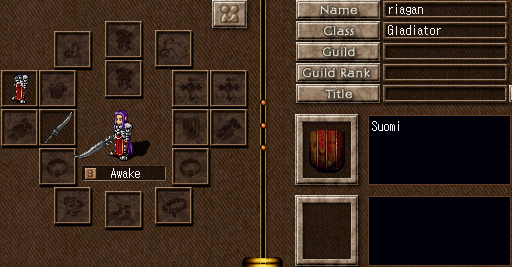 Name riagan
Class Gladiator
Guild
Guild Rank
Title
Suomi
Awake